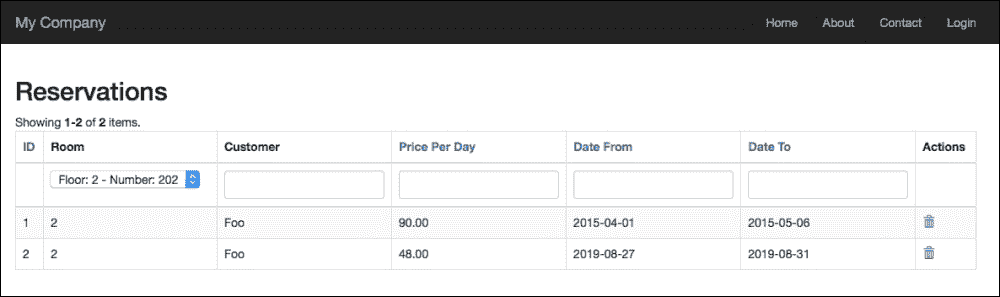 My Company Home About Contact Login
Reservations
Showing 1-2 of 2 items.
ID Room Customer Price Per Day Date From Date To Actions
Floor: 2 - Number: 202
1 2 Foo 90.00 2015-04-01 2015-05-06
2 2 Foo 48.00 2019-08-27 2019-08-31